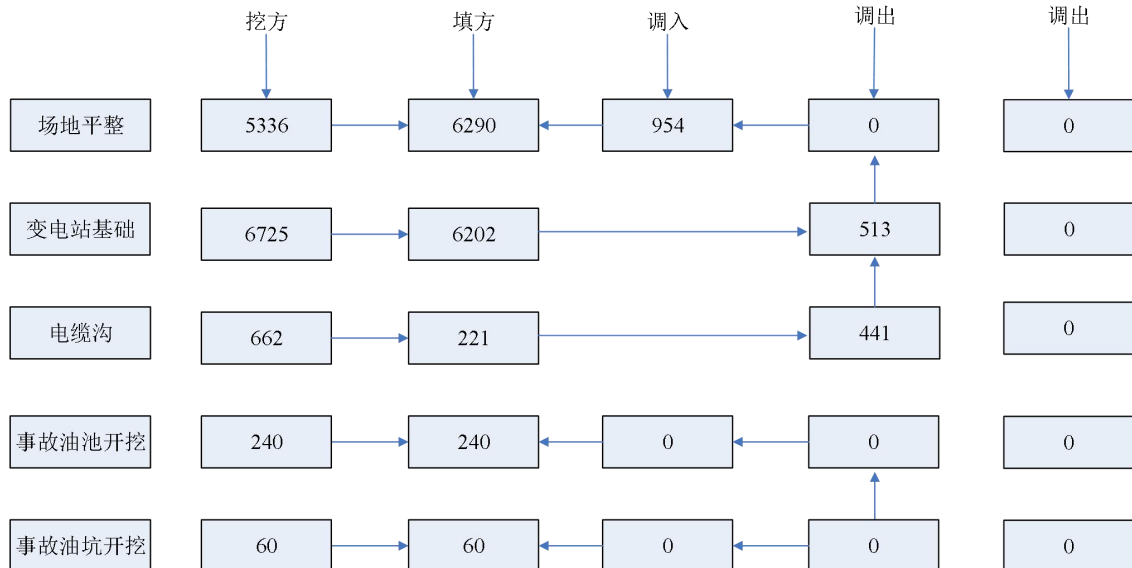 挖方 填方 调入 调出 调出
场地平整 5336 6290 954 0 0
变电站基础 6725 6202 513 0
电缆沟 662 221 441 0
事故油池开挖 240 240 0 0 0
事故油坑开挖 60 60 0 0 0